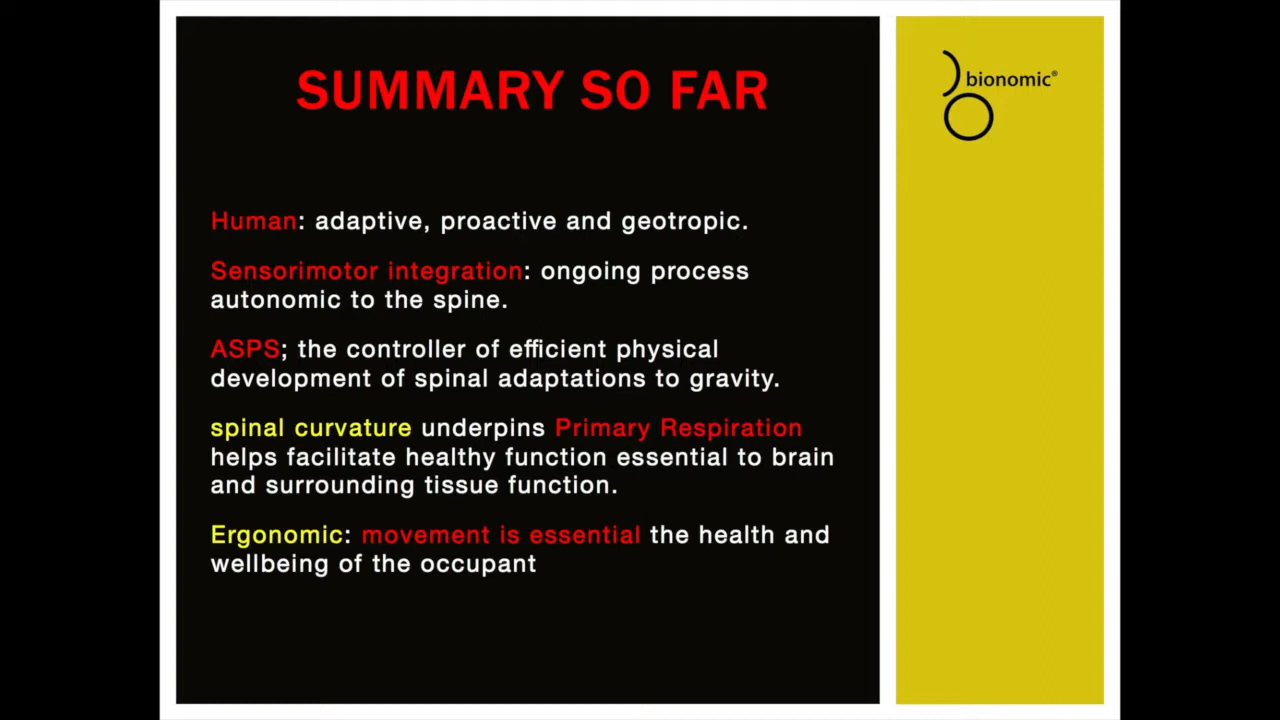 SUMMARY SO FAR
bionomic®
Human: adaptive, proactive and geotropic.
Sensorimotor integration: ongoing process
autonomic to the spine.
ASPS; the controller of efficient physical
development of spinal adaptations to gravity.
spinal curvature underpins Primary Respiration
helps facilitate healthy function essential to brain
and surrounding tissue function.
Ergonomic: movement is essential the health and
wellbeing of the occupant